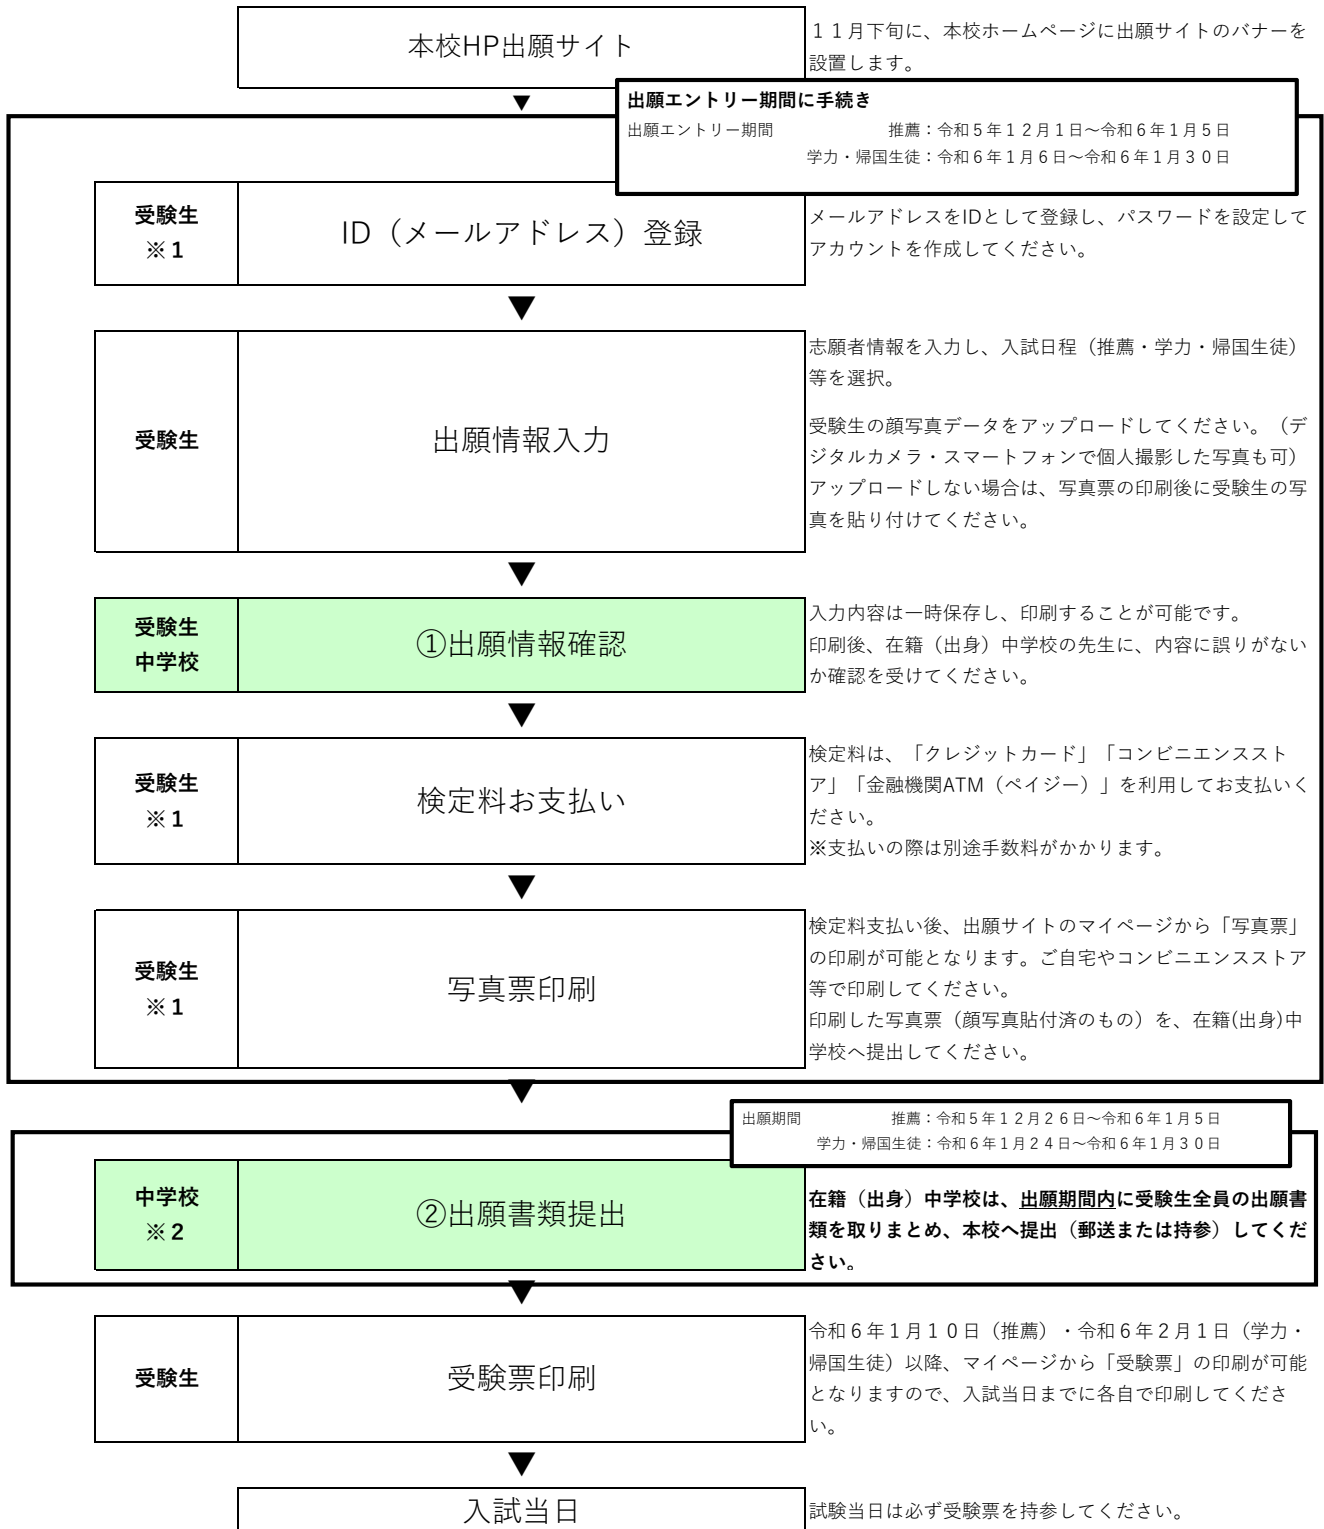 本校HP出願サイト
１１月下旬に、本校ホームページに出願サイトのバナーを
設置します。
▼
出願エントリー期間に手続き
出願エントリー期間　推薦：令和５年１２月１日～令和６年１月５日
学力・帰国生徒：令和６年１月６日～令和６年１月３０日
受験生
※１
ID（メールアドレス）登録
メールアドレスをIDとして登録し、パスワードを設定して
アカウントを作成してください。
▼
受験生
出願情報入力
志願者情報を入力し、入試日程（推薦・学力・帰国生徒）
等を選択。
受験生の顔写真データをアップロードしてください。（デ
ジタルカメラ・スマートフォンで個人撮影した写真も可）
アップロードしない場合は、写真票の印刷後に受験生の写
真を貼り付けてください。
▼
受験生
中学校
①出願情報確認
入力内容は一時保存し、印刷することが可能です。
印刷後、在籍（出身）中学校の先生に、内容に誤りがない
か確認を受けてください。
▼
受験生
※１
検定料お支払い
検定料は、「クレジットカード」「コンビニエンススト
ア」「金融機関ATM（ペイジー）」を利用してお支払いく
ださい。
※支払いの際は別途手数料がかかります。
▼
受験生
※１
写真票印刷
検定料支払い後、出願サイトのマイページから「写真票」
の印刷が可能となります。ご自宅やコンビニエンスストア
等で印刷してください。
印刷した写真票（顔写真貼付済のもの）を、在籍(出身)中
学校へ提出してください。
▼
出願期間　推薦：令和５年１２月２６日～令和６年１月５日
学力・帰国生徒：令和６年１月２４日～令和６年１月３０日
中学校
※２
②出願書類提出
在籍（出身）中学校は、出願期間内に受験生全員の出願書
類を取りまとめ、本校へ提出（郵送または持参）してくだ
さい。
▼
受験生
受験票印刷
令和６年１月１０日（推薦）・令和６年２月１日（学力・
帰国生徒）以降、マイページから「受験票」の印刷が可能
となりますので、入試当日までに各自で印刷してくださ
い。
▼
入試当日
試験当日は必ず受験票を持参してください。